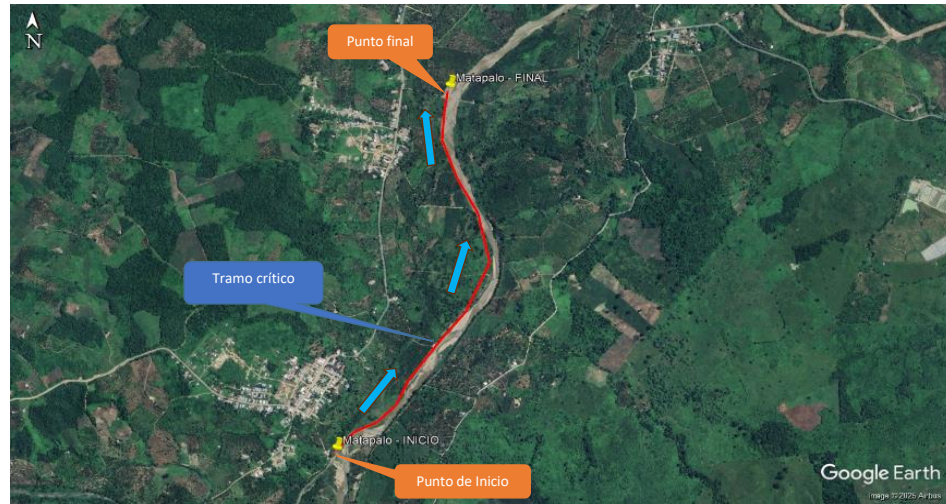 N
Punto final
Matapalo - FINAL
Tramo crítico
Matapalo - INICIO
Punto de Inicio
Google Earth
Image © 2025 Airbus